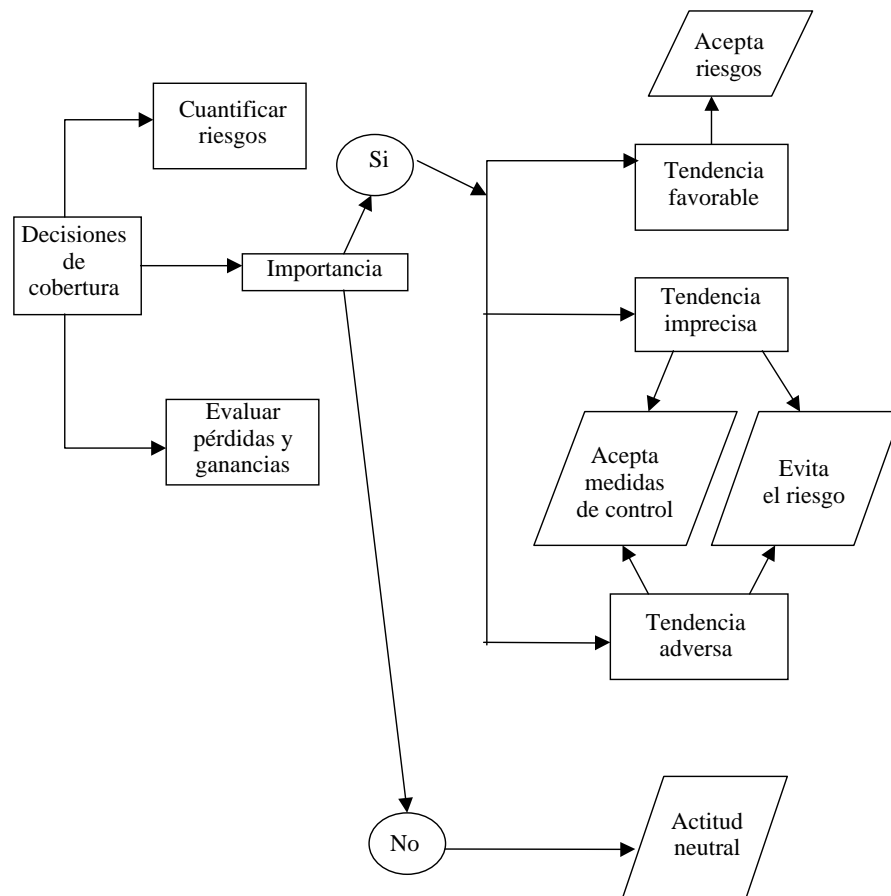 Acepta
riesgos
Cuantificar
riesgos
Si
Tendencia
favorable
Decisiones
de
cobertura
Importancia
Tendencia
imprecisa
Evaluar
pérdidas y
ganancias
Acepta
medidas
de control
Evita
el riesgo
Tendencia
adversa
No
Actitud
neutral